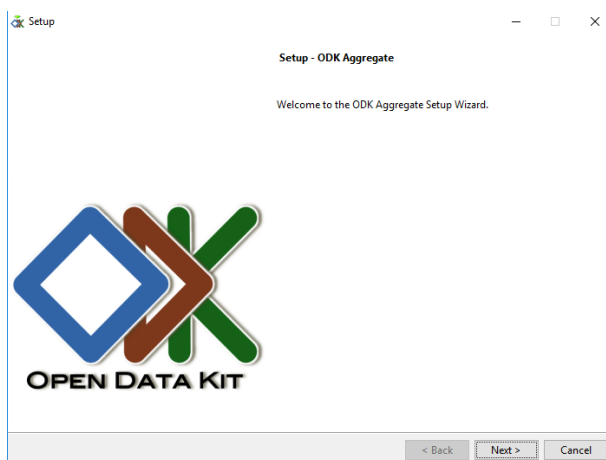 Setup
Setup - ODK Aggregate
Welcome to the ODK Aggregate Setup Wizard.
OPEN DATA KIT
< Back
Next >
Cancel